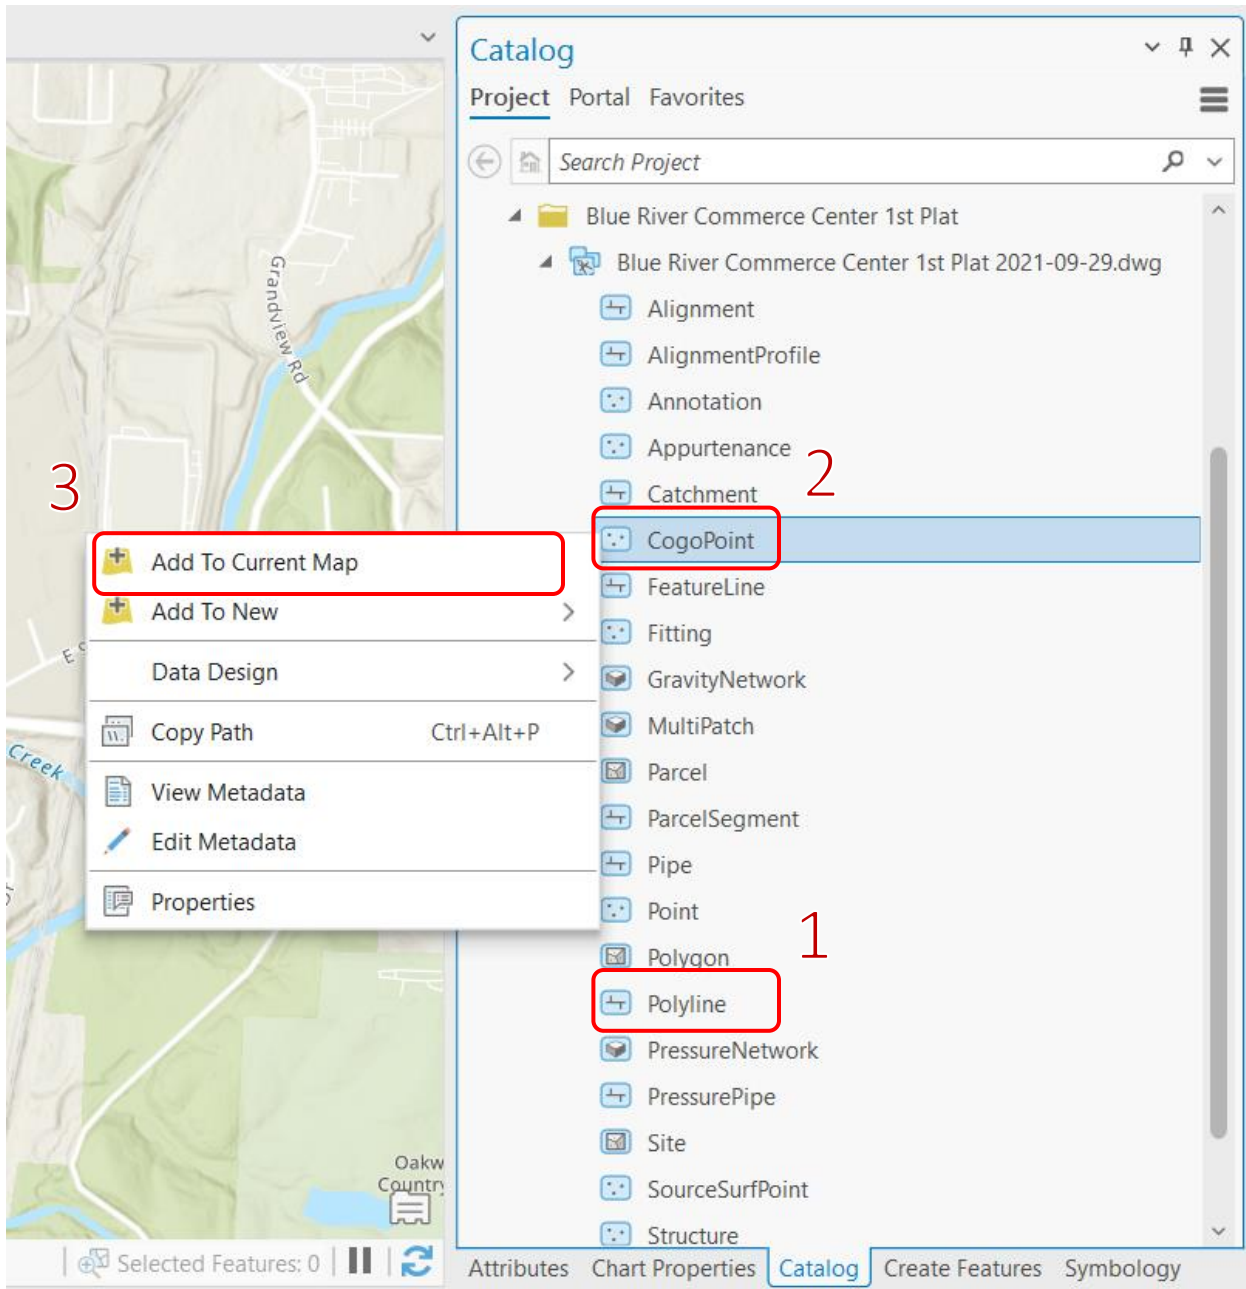 Catalog
Project Portal Favorites
Search Project
Blue River Commerce Center 1st Plat
Blue River Commerce Center 1st Plat 2021-09-29.dwg
Alignment
AlignmentProfile
Annotation
Appurtenance
2
Catchment
CogoPoint
FeatureLine
Fitting
GravityNetwork
MultiPatch
Parcel
ParcelSegment
Pipe
Point
1
Polygon
Polyline
PressureNetwork
PressurePipe
Site
SourceSurfPoint
Structure
Grandview Rd
3
Add To Current Map
Add To New
Data Design
Copy Path Ctrl+Alt+P
View Metadata
Edit Metadata
Properties
E
Creek
Oakw
Country
Selected Features: 0
Attributes Chart Properties Catalog Create Features Symbology